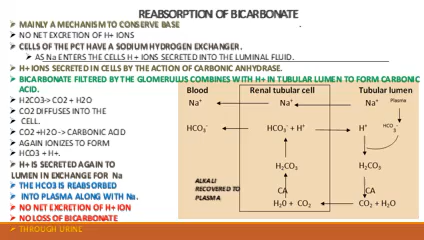 REABSORPTION OF BICARBONATE
➢ MAINLY A MECHANISM TO CONSERVE BASE .
➢ NO NET EXCRETION OF H+ IONS
➢ CELLS OF THE PCT HAVE A SODIUM HYDROGEN EXCHANGER.
➢ AS Na ENTERS THE CELLS H + IONS SECRETED INTO THE LUMINAL FLUID.
➢ H+ IONS SECRETED IN CELLS BY THE ACTION OF CARBONIC ANHYDRASE.
➢ BICARBONATE FILTERED BY THE GLOMERULUS COMBINES WITH H+ IN TUBULAR LUMEN TO FORM CARBONIC
ACID.
➢ H2CO3-> CO2 + H2O
➢ CO2 DIFFUSES INTO THE
➢ CELL.
➢ CO2 +H2O -> CARBONIC ACID
➢ AGAIN IONIZES TO FORM
➢ HCO3 + H+.
➢ H+ IS SECRETED AGAIN TO
LUMEN IN EXCHANGE FOR Na
➢ THE HCO3 IS REABSORBED
➢ INTO PLASMA ALONG WITH Na.
➢ NO NET EXCRETION OF H+ ION
➢ NO LOSS OF BICARBONATE
➢ THROUGH URINE
Blood Renal tubular cell Tubular lumen
Na⁺ Na⁺ Na⁺ Plasma
HCO₃⁻ HCO₃⁻ + H⁺ H⁺ HCO₃⁻
H₂CO₃ H₂CO₃
ALKALI
RECOVERED TO
PLASMA
CA CA
H₂O + CO₂ CO₂ + H₂O